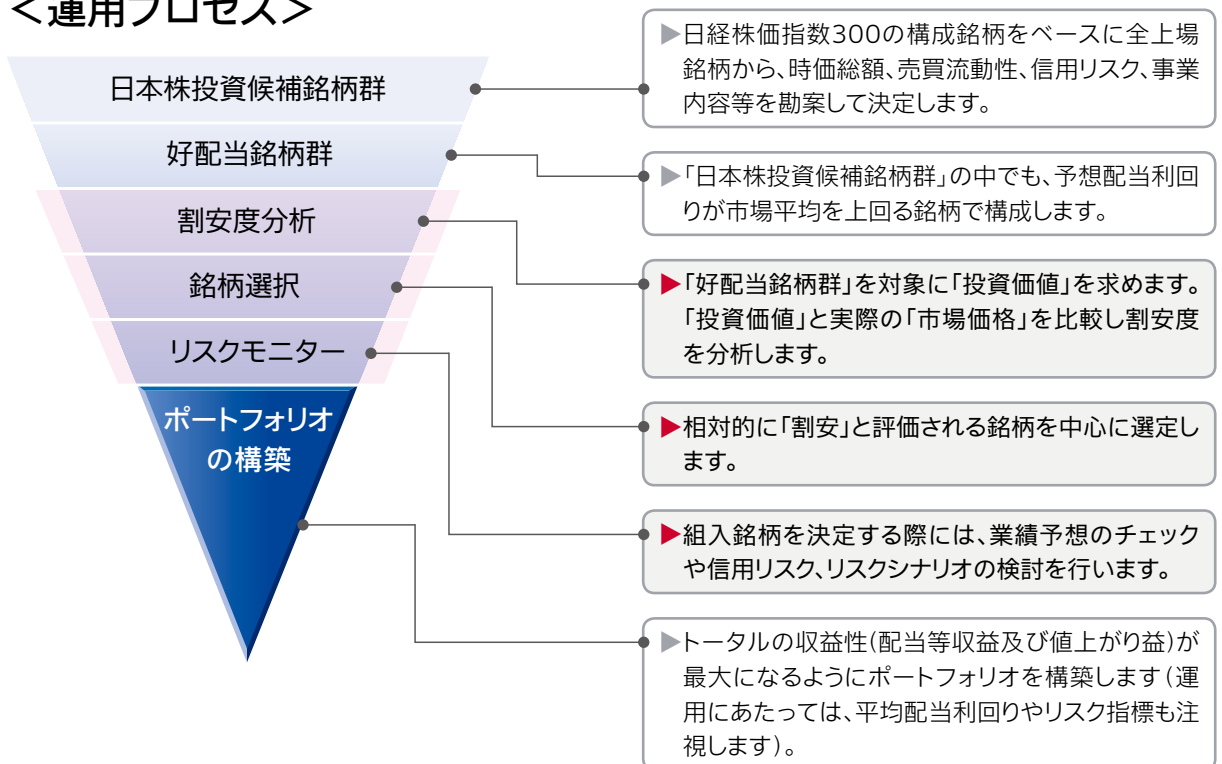 ＜運用プロセス＞
日本株投資候補銘柄群
▶日経株価指数300の構成銘柄をベースに全上場
銘柄から、時価総額、売買流動性、信用リスク、事業
内容等を勘案して決定します。
好配当銘柄群
▶「日本株投資候補銘柄群」の中でも、予想配当利回
りが市場平均を上回る銘柄で構成します。
割安度分析
▶「好配当銘柄群」を対象に「投資価値」を求めます。
「投資価値」と実際の「市場価格」を比較し割安度
を分析します。
銘柄選択
▶相対的に「割安」と評価される銘柄を中心に選定し
ます。
リスクモニター
▶組入銘柄を決定する際には、業績予想のチェック
や信用リスク、リスクシナリオの検討を行います。
ポートフォリオ
の構築
▶トータルの収益性(配当等収益及び値上がり益)が
最大になるようにポートフォリオを構築します(運
用にあたっては、平均配当利回りやリスク指標も注
視します)。